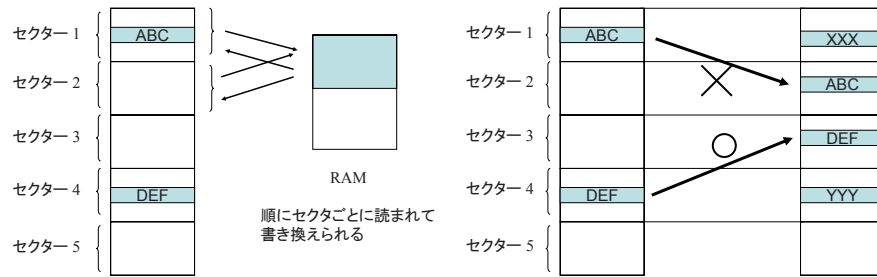 セクター 1
ABC
セクター 2
セクター 3
セクター 4
DEF
セクター 5
RAM
順にセクタごとに読まれて
書き換えられる
セクター 1
ABC
XXX
セクター 2
ABC
セクター 3
DEF
セクター 4
DEF
YYY
セクター 5